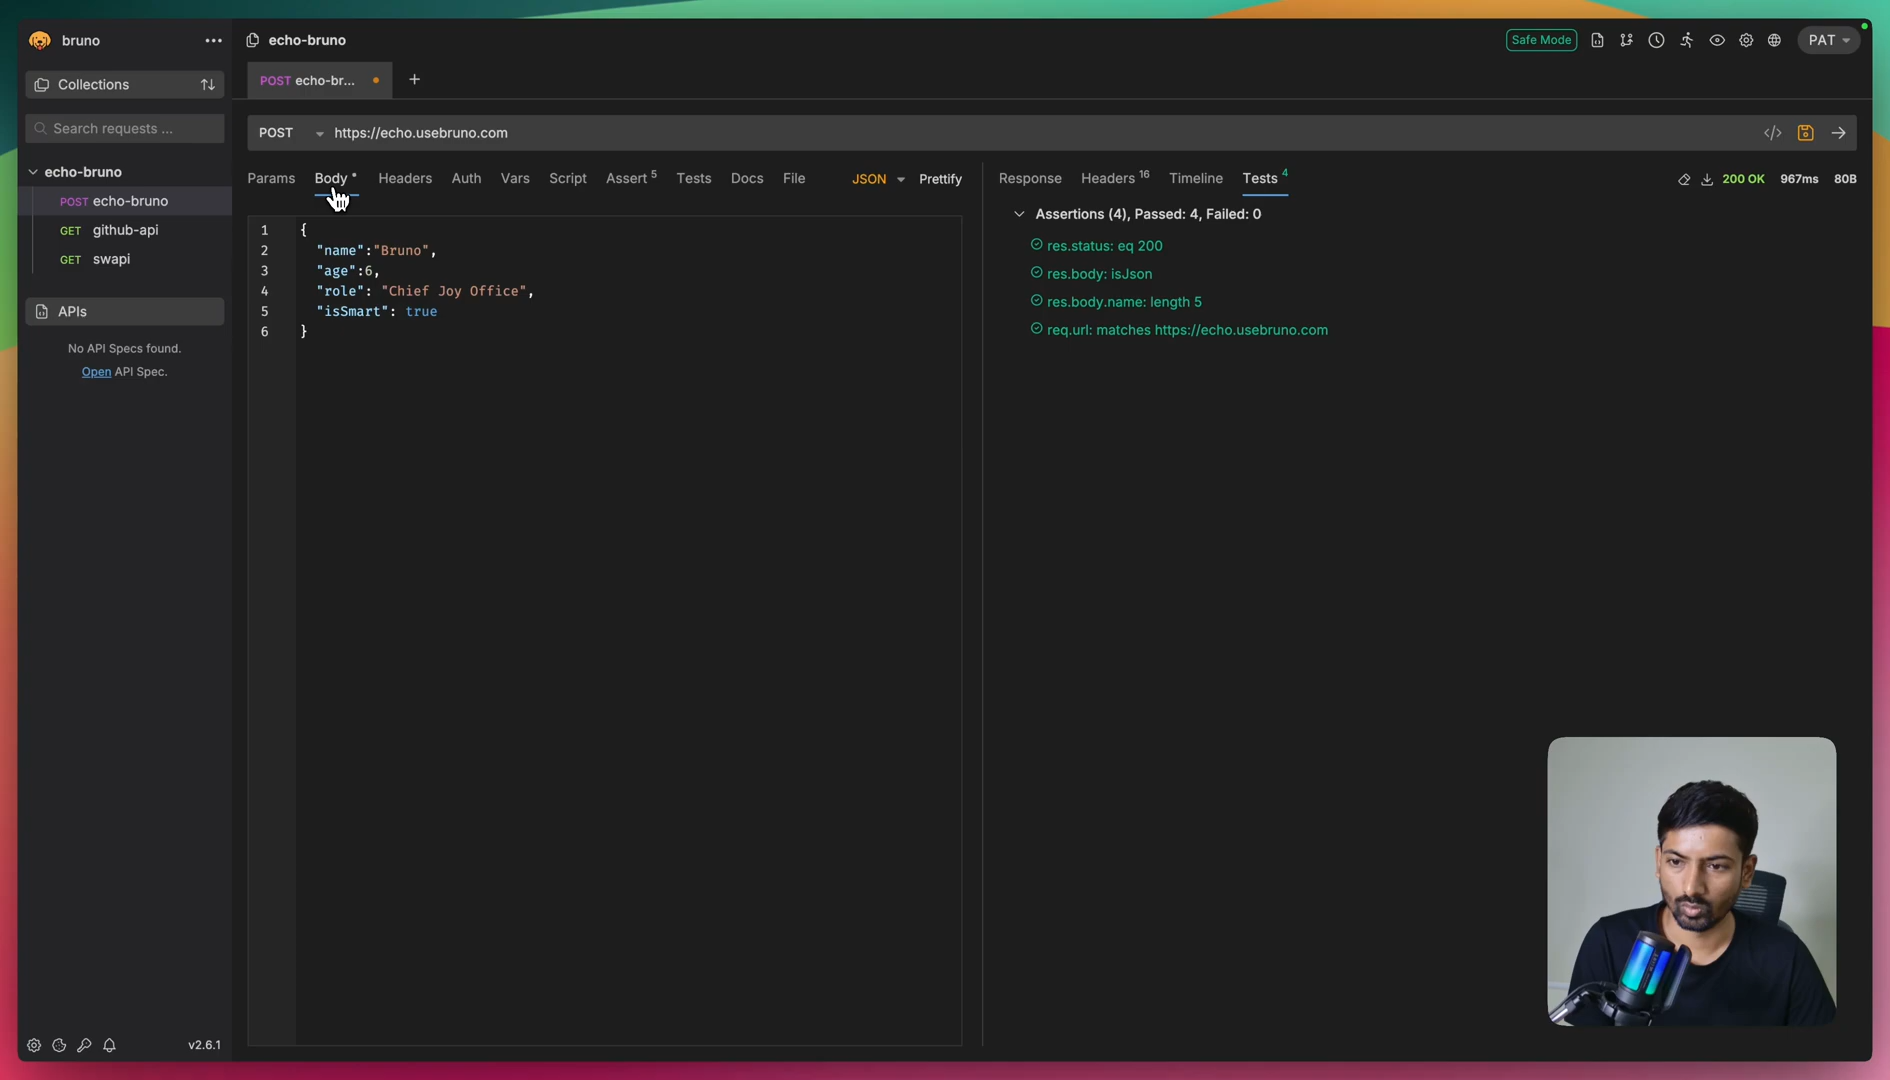 bruno
echo-bruno
Safe Mode
PAT
Collections
POST echo-br...
Search requests ...
POST https://echo.usebruno.com
echo-bruno
POST echo-bruno
GET github-api
GET swapi
APIs
No API Specs found.
Open API Spec.
v2.6.1
Params Body Headers Auth Vars Script Assert 5 Tests Docs File JSON Prettify
1 {
2 "name":"Bruno",
3 "age":6,
4 "role": "Chief Joy Office",
5 "isSmart": true
6 }
Response Headers 16 Timeline Tests 4 200 OK 967ms 80B
Assertions (4), Passed: 4, Failed: 0
res.status: eq 200
res.body: isJson
res.body.name: length 5
req.url: matches https://echo.usebruno.com